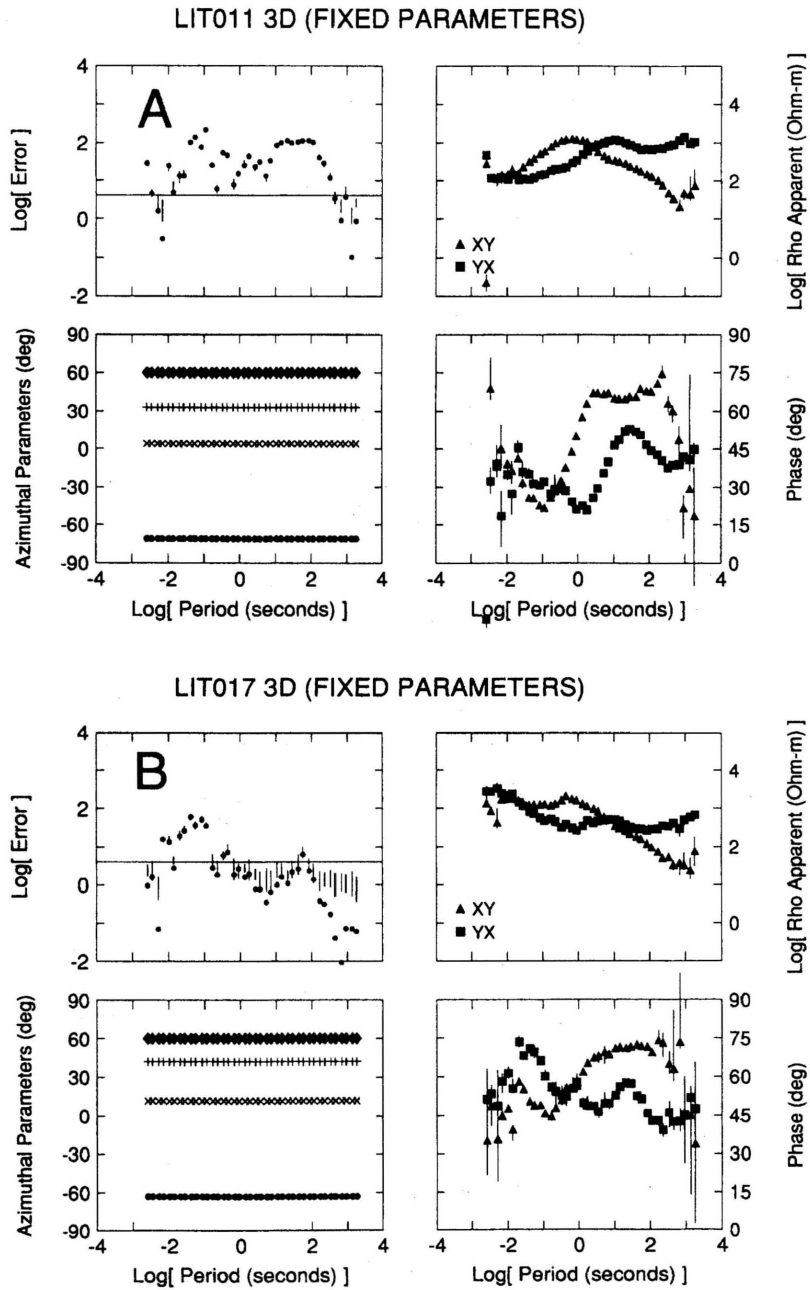 LIT011 3D (FIXED PARAMETERS)
A
Log[ Error ]
4
2
0
-2
4
2
0
Log[ Rho Apparent (Ohm-m) ]
XY
YX
Azimuthal Parameters (deg)
90
60
30
0
-30
-60
-90
-4 -2 0 2 4
Log[ Period (seconds) ]
90
75
60
45
30
15
0
Phase (deg)
-4 -2 0 2 4
Log[ Period (seconds) ]
LIT017 3D (FIXED PARAMETERS)
B
Log[ Error ]
4
2
0
-2
4
2
0
Log[ Rho Apparent (Ohm-m) ]
XY
YX
Azimuthal Parameters (deg)
90
60
30
0
-30
-60
-90
-4 -2 0 2 4
Log[ Period (seconds) ]
90
75
60
45
30
15
0
Phase (deg)
-4 -2 0 2 4
Log[ Period (seconds) ]